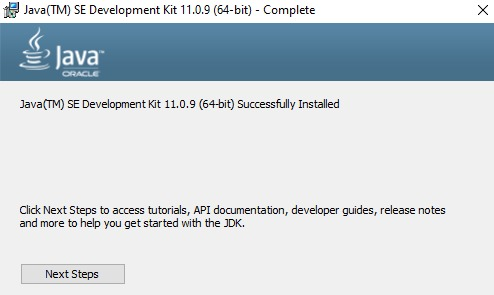 Java(TM) SE Development Kit 11.0.9 (64-bit) - Complete
Java™
ORACLE
Java(TM) SE Development Kit 11.0.9 (64-bit) Successfully Installed
Click Next Steps to access tutorials, API documentation, developer guides, release notes
and more to help you get started with the JDK.
Next Steps